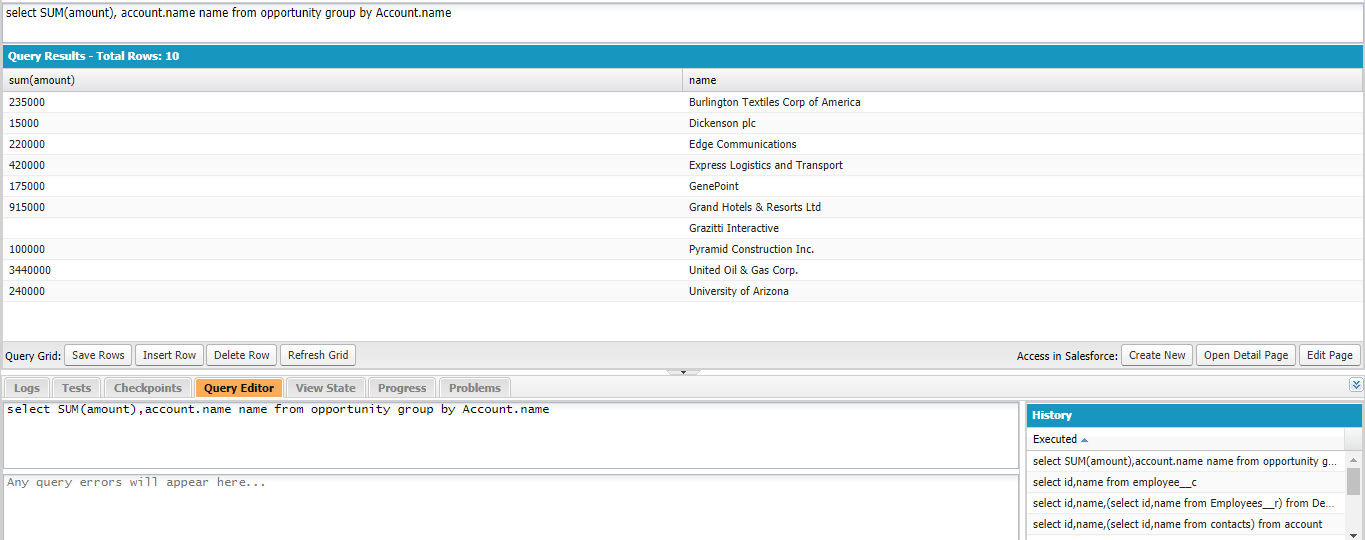 select SUM(amount), account.name name from opportunity group by Account.name
Query Results - Total Rows: 10
sum(amount) name
235000 Burlington Textiles Corp of America
15000 Dickenson plc
220000 Edge Communications
420000 Express Logistics and Transport
175000 GenePoint
915000 Grand Hotels & Resorts Ltd
Grazitti Interactive
100000 Pyramid Construction Inc.
3440000 United Oil & Gas Corp.
240000 University of Arizona
Query Grid: Save Rows Insert Row Delete Row Refresh Grid Access in Salesforce: Create New Open Detail Page Edit Page
Logs Tests Checkpoints Query Editor View State Progress Problems
select SUM(amount),account.name name from opportunity group by Account.name
Any query errors will appear here...
History
Executed
select SUM(amount),account.name name from opportunity g...
select id,name from employee__c
select id,name,(select id,name from Employees__r) from De...
select id,name,(select id,name from contacts) from account